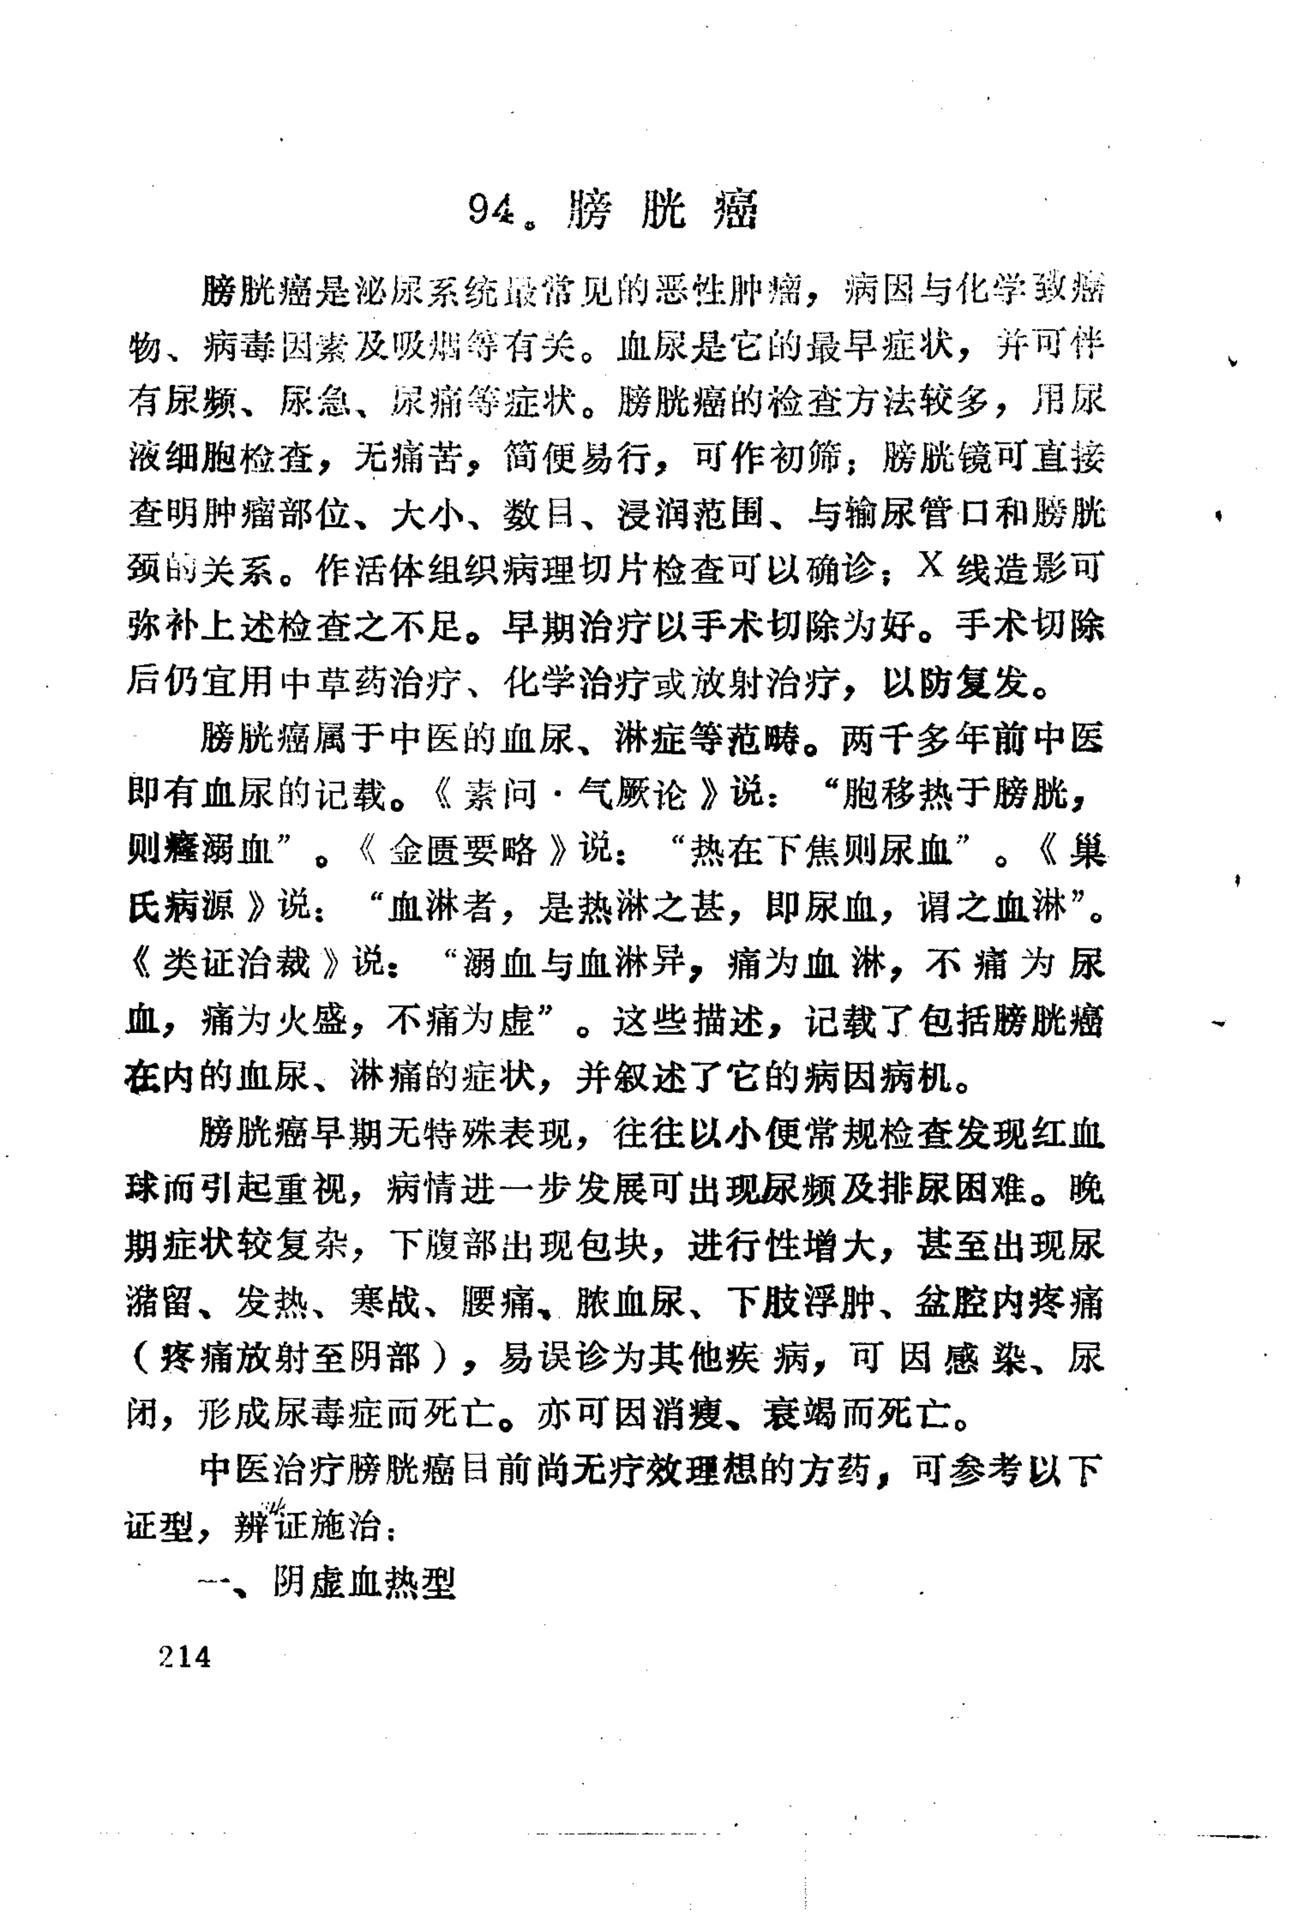 94。膀胱癌
膀胱癌是泌尿系统最常见的恶性肿瘤，病因与化学致癌
物、病毒因素及吸烟等有关。血尿是它的最早症状，并可伴
有尿频、尿急、尿痛等症状。膀胱癌的检查方法较多，用尿
液细胞检查，无痛苦，简便易行，可作初筛；膀胱镜可直接
查明肿瘤部位、大小、数目、浸润范围、与输尿管口和膀胱
颈的关系。作活体组织病理切片检查可以确诊；X线造影可
弥补上述检查之不足。早期治疗以手术切除为好。手术切除
后仍宜用中草药治疗、化学治疗或放射治疗，以防复发。
膀胱癌属于中医的血尿、淋症等范畴。两千多年前中医
即有血尿的记载。《素问·气厥论》说：“胞移热于膀胱，
则癃溺血”。《金匮要略》说：“热在下焦则尿血”。《巢
氏病源》说：“血淋者，是热淋之甚，即尿血，谓之血淋”。
《类证治裁》说：“溺血与血淋异，痛为血淋，不痛为尿
血，痛为火盛，不痛为虚”。这些描述，记载了包括膀胱癌
在内的血尿、淋痛的症状，并叙述了它的病因病机。
膀胱癌早期无特殊表现，往往以小便常规检查发现红血
球而引起重视，病情进一步发展可出现尿频及排尿困难。晚
期症状较复杂，下腹部出现包块，进行性增大，甚至出现尿
潴留、发热、寒战、腰痛、脓血尿、下肢浮肿、盆腔内疼痛
（疼痛放射至阴部），易误诊为其他疾病，可因感染、尿
闭，形成尿毒症而死亡。亦可因消瘦、衰竭而死亡。
中医治疗膀胱癌目前尚无疗效理想的方药，可参考以下
证型，辨证施治：
一、阴虚血热型
214